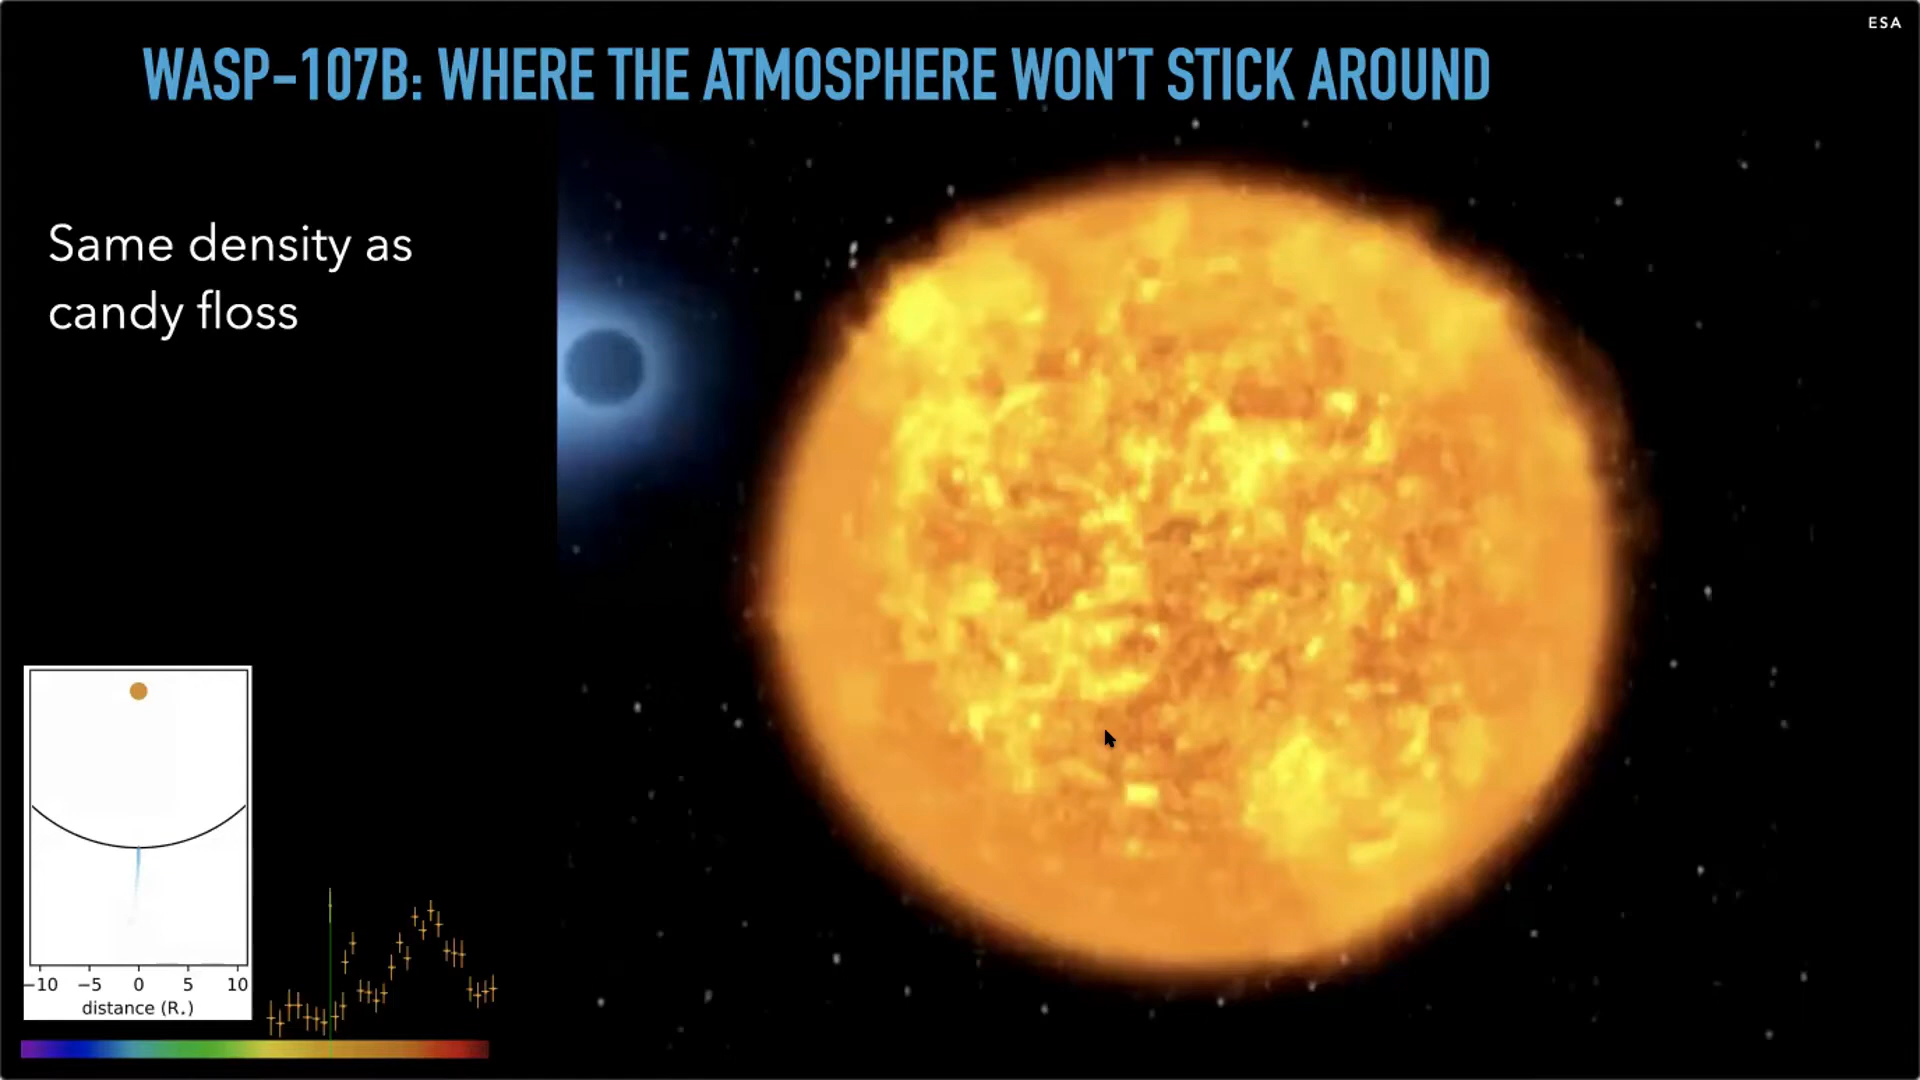 ESA
WASP-107B: WHERE THE ATMOSPHERE WON’T STICK AROUND
Same density as
candy floss
−10 −5 0 5 10
distance (R⋆)